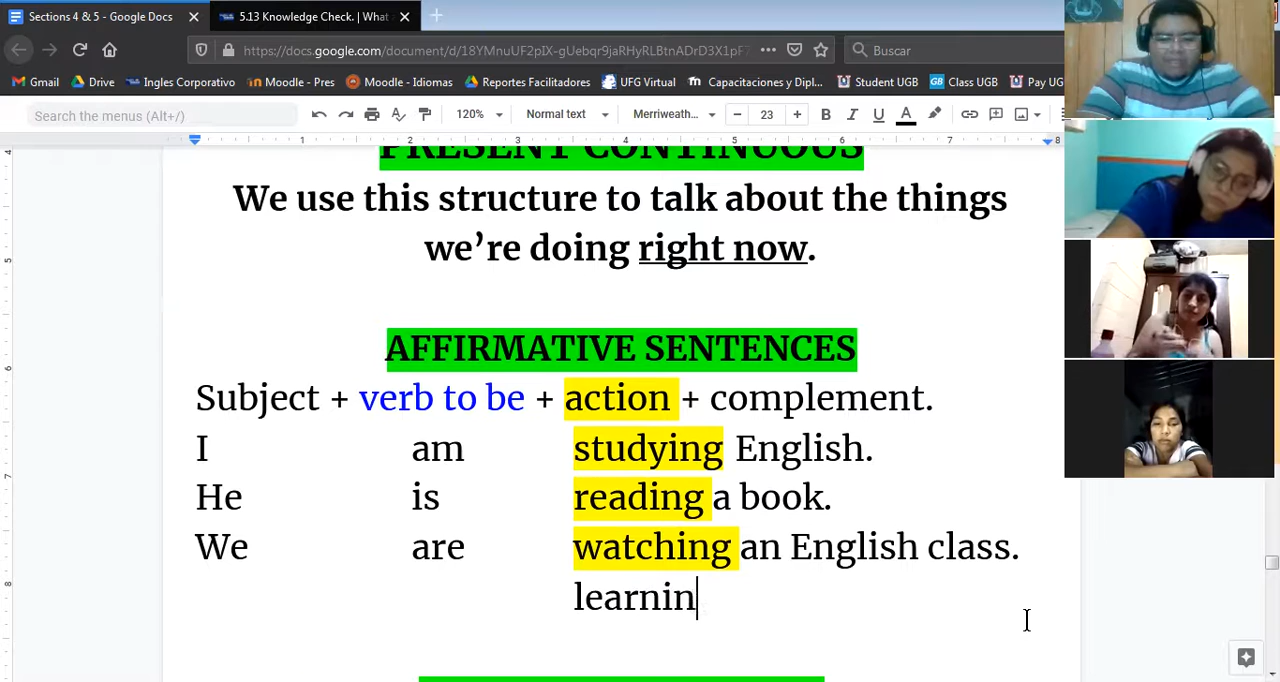 Sections 4 & 5 - Google Docs
5.13 Knowledge Check. | What
https://docs.google.com/document/d/18YMnuUF2pIX-gUebqr9jaRHyRLBtnADrD3X1pF7
Buscar
Gmail Drive Ingles Corporativo Moodle - Pres Moodle - Idiomas Reportes Facilitadores UFG Virtual Capacitaciones y Dipl... Student UGB Class UGB Pay UG
Search the menus (Alt+/)
120% Normal text Merriweath... 23
PRESENT CONTINUOUS
We use this structure to talk about the things
we're doing right now.
AFFIRMATIVE SENTENCES
Subject + verb to be + action + complement.
I am studying English.
He is reading a book.
We are watching an English class.
learnin